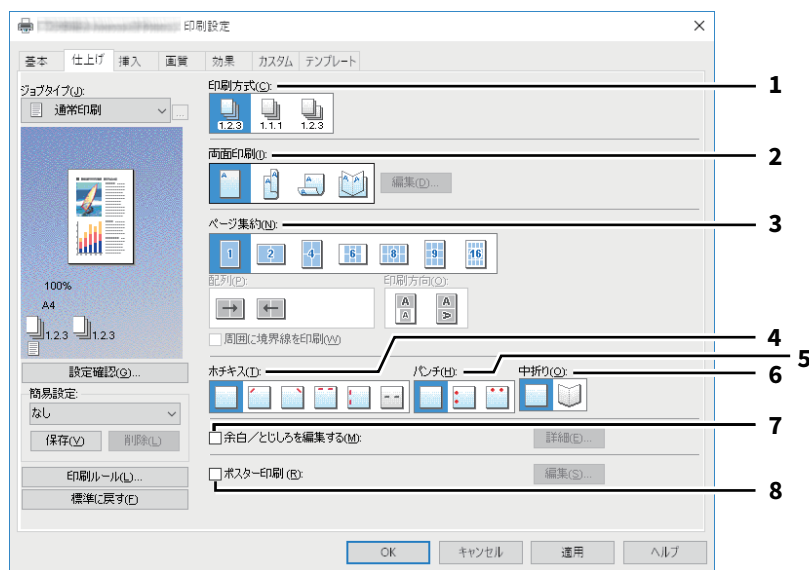 印刷設定
基本 仕上げ 挿入 画質 効果 カスタム テンプレート
ジョブタイプ(J):
通常印刷
...
100%
A4
1.2.3 1.2.3
設定確認(G)...
簡易設定:
なし
保存(V) 削除(L)
印刷ルール(L)...
標準に戻す(F)
印刷方式(C):
1.2.3 1.1.1 1.2.3
1
両面印刷(I):
編集(D)...
2
ページ集約(N):
1 2 4 6 8 9 16
3
配列(P): 印刷方向(O):
A A
A A
周囲に境界線を印刷(W)
ホチキス(T): パンチ(H): 中折り(O):
4
5
6
余白/とじしろを編集する(M): 詳細(E)...
7
ポスター印刷 (R): 編集(S)...
8
OK キャンセル 適用 ヘルプ